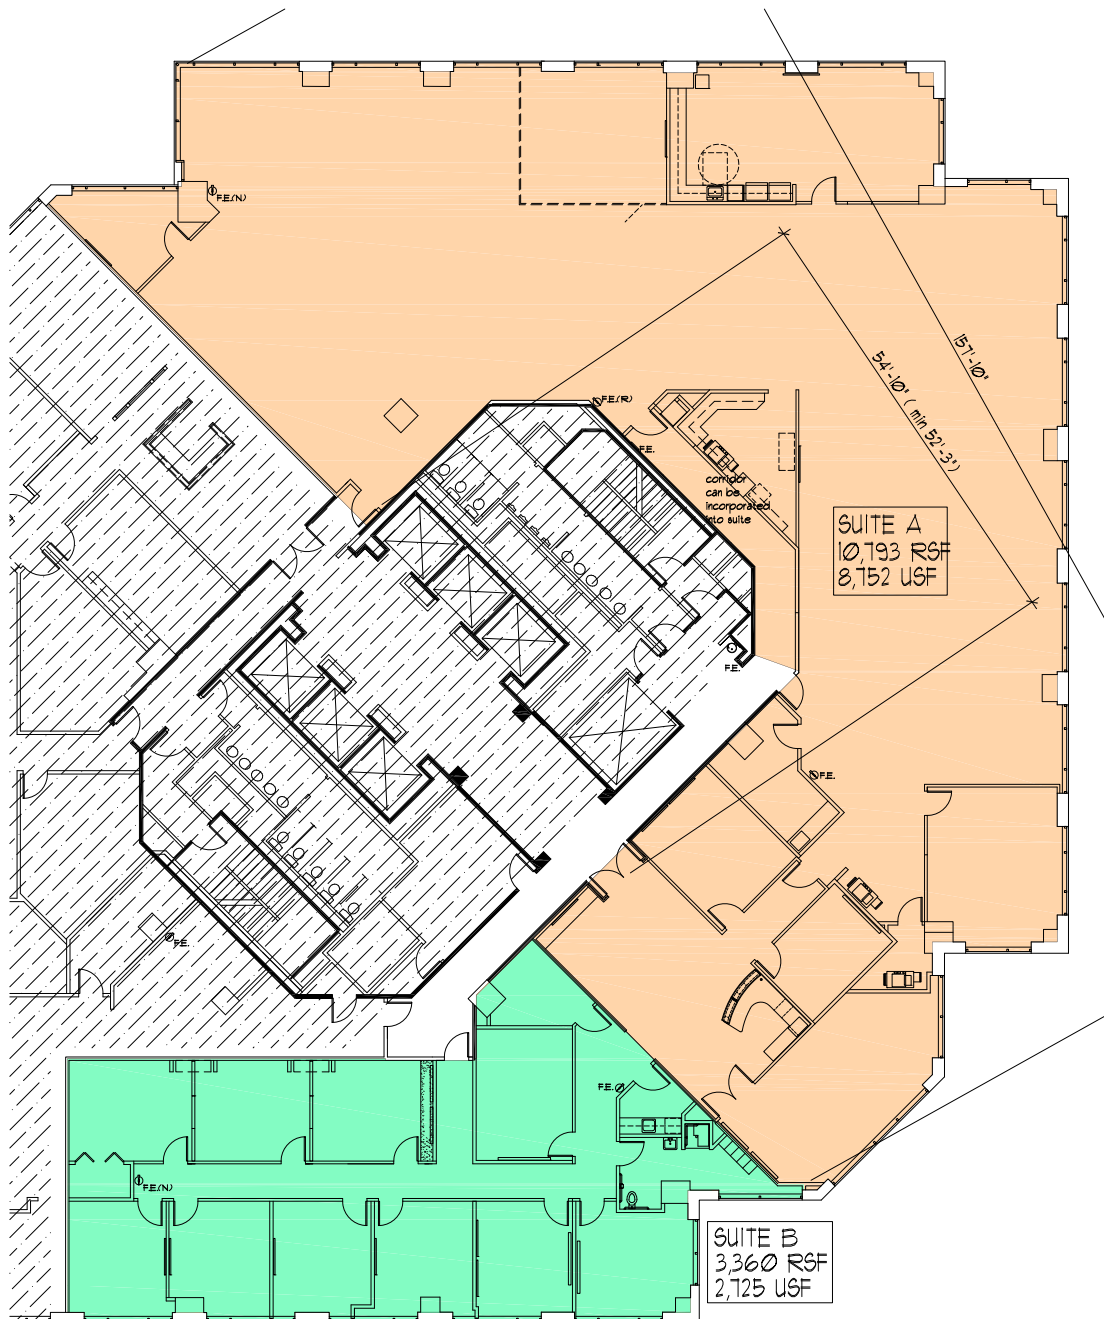 F.E.(N)
157'-10"
54'-10" ( min 52'-3")
F.E.(R)
F.E.
corridor
can be
incorporated
into suite
SUITE A
10,793 RSF
8,752 USF
F.E.
F.E.
F.E.
F.E.
F.E.(N)
SUITE B
3,360 RSF
2,725 USF